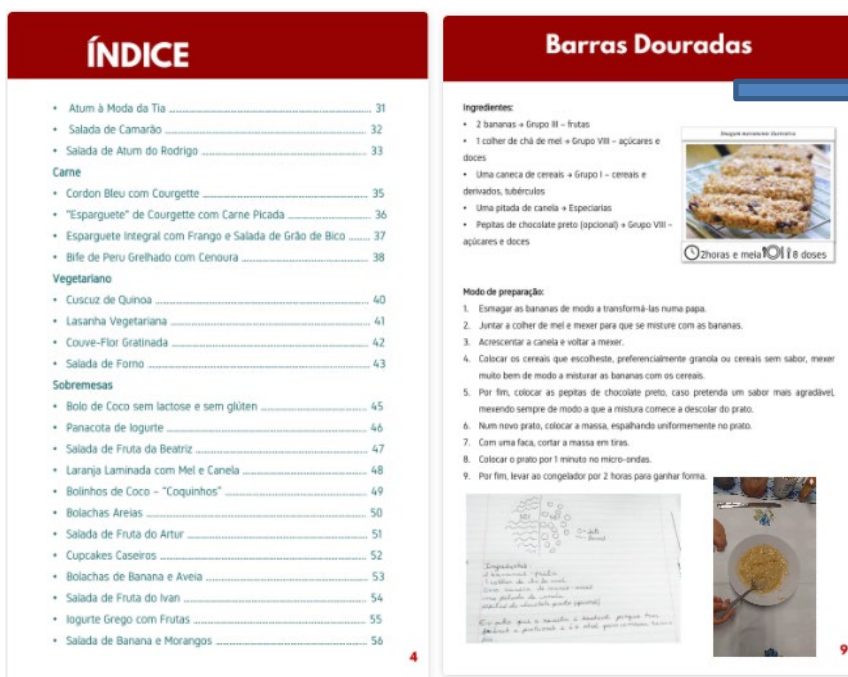 ÍNDICE
• Atum à Moda da Tia ........ 31
• Salada de Camarão ........ 32
• Salada de Atum do Rodrigo ........ 33
Carne
• Cordon Bleu com Courgette ........ 35
• "Esparguete" de Courgette com Carne Picada ........ 36
• Esparguete Integral com Frango e Salada de Grão de Bico ........ 37
• Bife de Peru Grelhado com Cenoura ........ 38
Vegetariano
• Cuscuz de Quinoa ........ 40
• Lasanha Vegetariana ........ 41
• Couve-Flor Gratinada ........ 42
• Salada de Forno ........ 43
Sobremesas
• Bolo de Coco sem lactose e sem glúten ........ 45
• Panacota de Iogurte ........ 46
• Salada de Fruta da Beatriz ........ 47
• Laranja Laminada com Mel e Canela ........ 48
• Bolinhos de Coco – "Coquinhos" ........ 49
• Bolachas Areias ........ 50
• Salada de Fruta do Artur ........ 51
• Cupcakes Caseiros ........ 52
• Bolachas de Banana e Aveia ........ 53
• Salada de Fruta do Ivan ........ 54
• Iogurte Grego com Frutas ........ 55
• Salada de Banana e Morangos ........ 56
4
Barras Douradas
Ingredientes:
• 2 bananas → Grupo III – frutas
• 1 colher de chá de mel → Grupo VIII – açúcares e
doces
• Uma caneca de cereais → Grupo I – cereais e
derivados, tubérculos
• Uma pitada de canela → Especiarias
• Pepitas de chocolate preto (opcional) → Grupo VIII –
açúcares e doces
Imagem meramente ilustrativa
2horas e meia 8 doses
Modo de preparação:
1. Esmagar as bananas de modo a transformá-las numa papa.
2. Juntar a colher de mel e mexer para que se misture com as bananas.
3. Acrescentar a canela e voltar a mexer.
4. Colocar os cereais que escolheste, preferencialmente granola ou cereais sem sabor, mexer
muito bem de modo a misturar as bananas com os cereais.
5. Por fim, colocar as pepitas de chocolate preto, caso pretenda um sabor mais agradável,
mexendo sempre de modo a que a mistura comece a descolar do prato.
6. Num novo prato, colocar a massa, espalhando uniformemente no prato.
7. Com uma faca, cortar a massa em tiras.
8. Colocar o prato por 1 minuto no micro-ondas.
9. Por fim, levar ao congelador por 2 horas para ganhar forma.
Ingredientes:
1 colher de chá de mel
uma pitada de canela
9